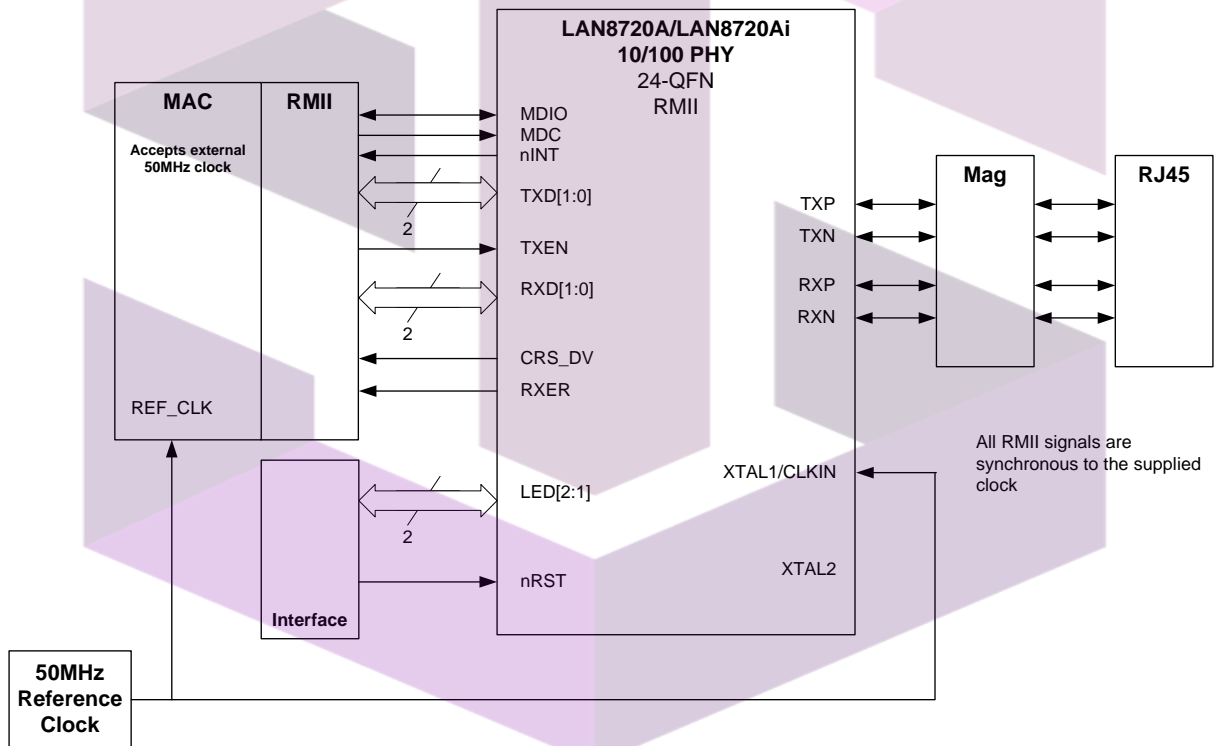 LAN8720A/LAN8720Ai
10/100 PHY
24-QFN
RMII
MAC
RMII
Accepts external
50MHz clock
REF_CLK
MDIO
MDC
nINT
TXD[1:0]
2
TXEN
RXD[1:0]
2
CRS_DV
RXER
LED[2:1]
2
nRST
Interface
TXP
TXN
RXP
RXN
Mag
RJ45
XTAL1/CLKIN
XTAL2
All RMII signals are
synchronous to the supplied
clock
50MHz
Reference
Clock